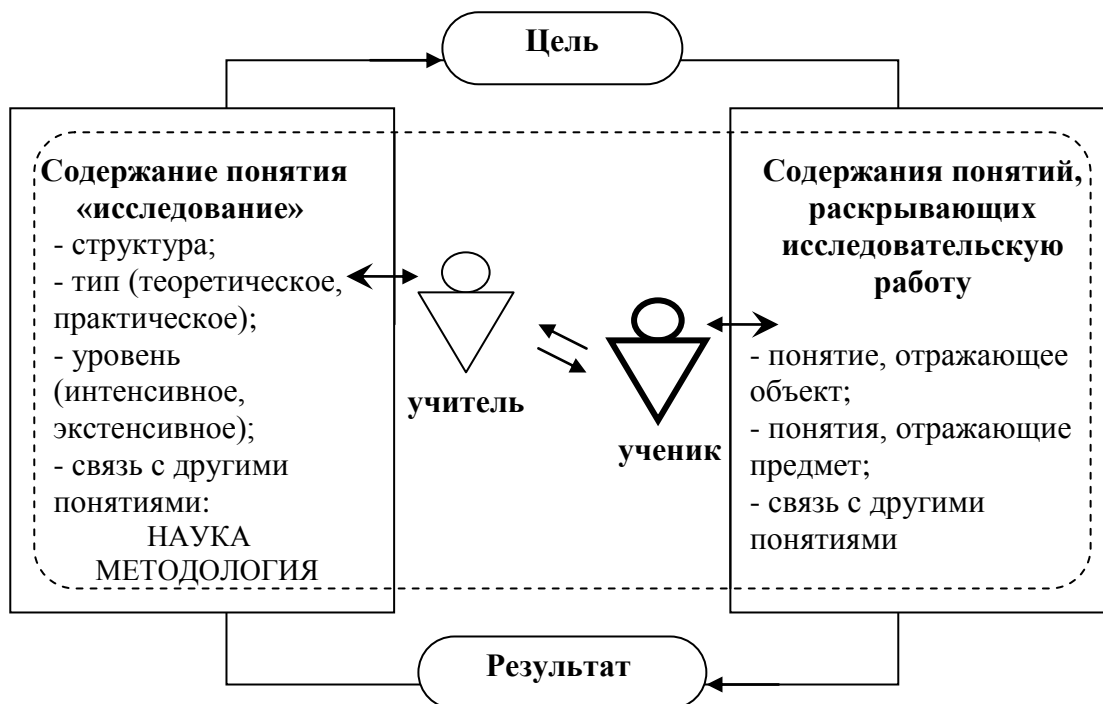 Цель
Содержание понятия
«исследование»
- структура;
- тип (теоретическое,
практическое);
- уровень
(интенсивное,
экстенсивное);
- связь с другими
понятиями:
НАУКА
МЕТОДОЛОГИЯ
учитель
ученик
Содержания понятий,
раскрывающих
исследовательскую
работу
- понятие, отражающее
объект;
- понятия, отражающие
предмет;
- связь с другими
понятиями
Результат